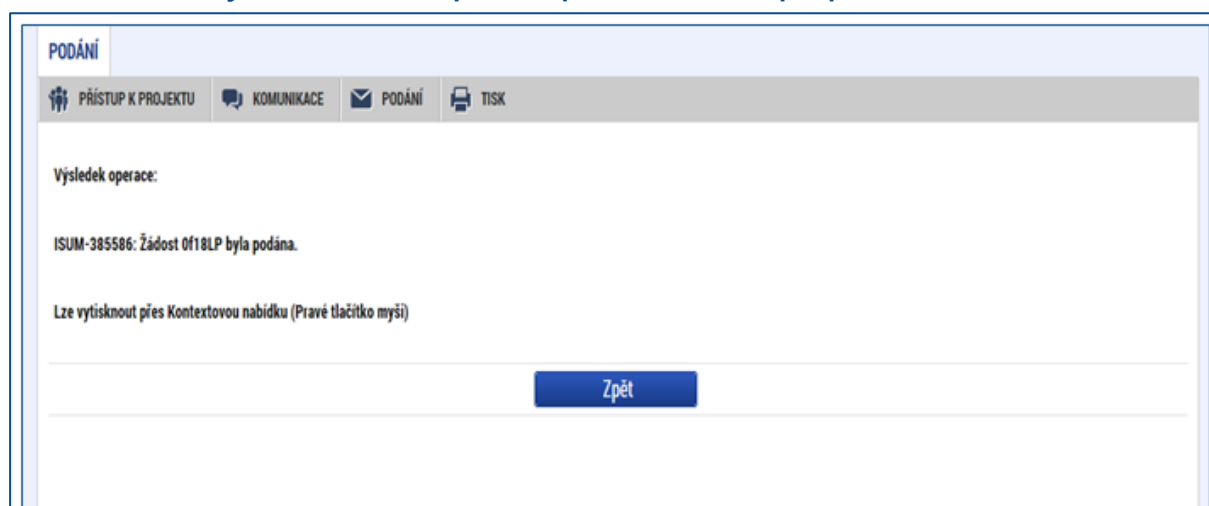 PODÁNÍ
PŘÍSTUP K PROJEKTU KOMUNIKACE PODÁNÍ TISK
Výsledek operace:
ISUM-385586: Žádost 0f18LP byla podána.
Lze vytisknout přes Kontextovou nabídku (Pravé tlačítko myši)
Zpět